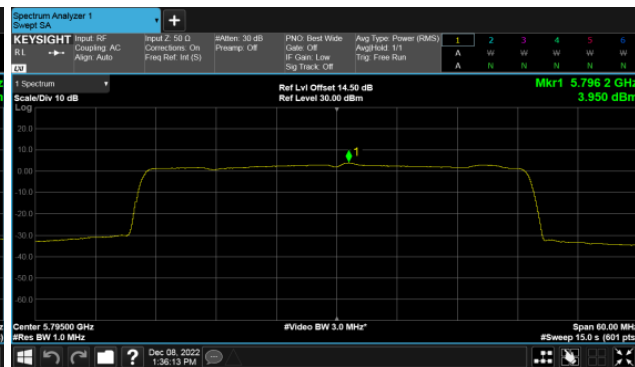 Spectrum Analyzer 1
Swept SA
+
KEYSIGHT
RL
LXI
Input: RF
Coupling: AC
Align: Auto
Input Z: 50 Ω
Corrections: On
Freq Ref: Int (S)
#Atten: 30 dB
Preamp: Off
PNO: Best Wide
Gate: Off
IF Gain: Low
Sig Track: Off
Avg Type: Power (RMS)
Avg|Hold: 1/1
Trig: Free Run
1 2 3 4 5 6
A W W W W W
A N N N N N
1 Spectrum
Scale/Div 10 dB
Log
Ref Lvl Offset 14.50 dB
Ref Level 30.00 dBm
Mkr1 5.796 2 GHz
3.950 dBm
20.0
10.0
0.00
-10.0
-20.0
-30.0
-40.0
-50.0
-60.0
1
Center 5.79500 GHz
#Res BW 1.0 MHz
#Video BW 3.0 MHz*
Span 60.00 MHz
#Sweep 15.0 s (601 pts)
?
Dec 08, 2022
1:36:13 PM